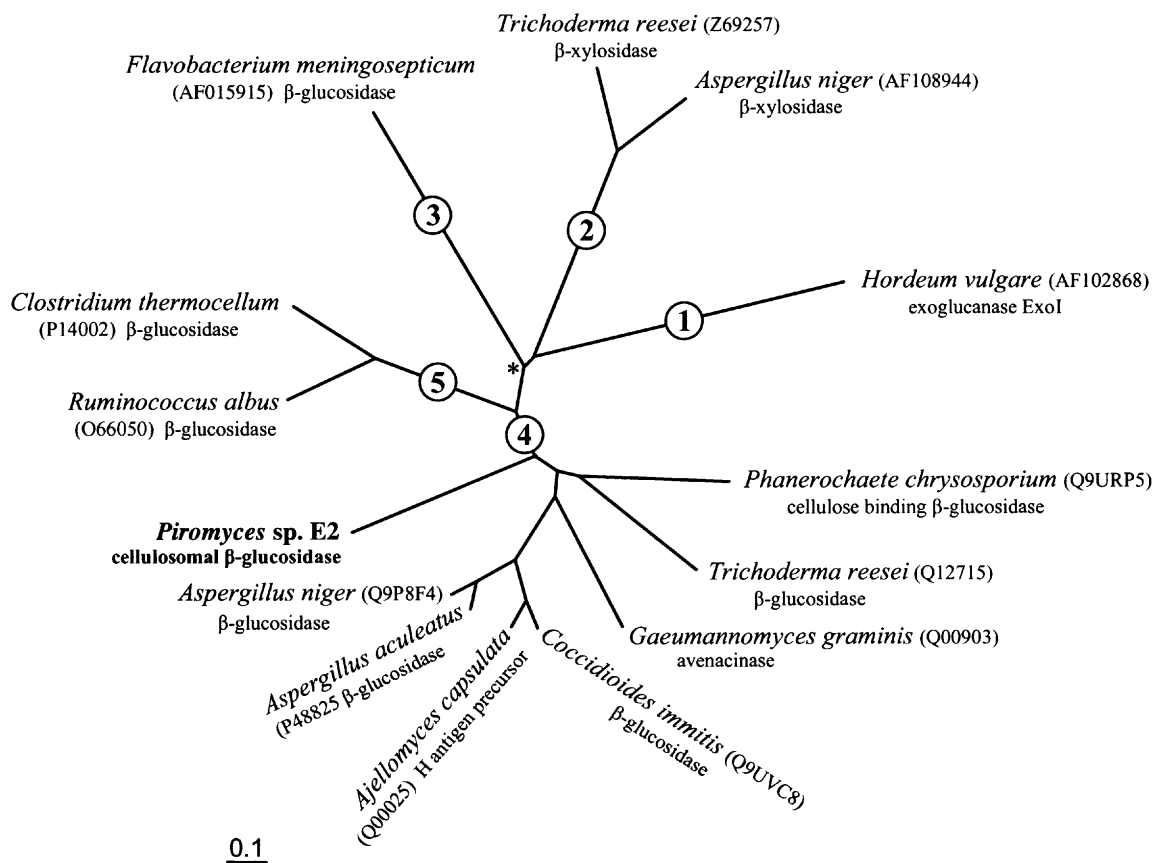 Trichoderma reesei (Z69257)
β-xylosidase
Flavobacterium meningosepticum
(AF015915) β-glucosidase
Aspergillus niger (AF108944)
β-xylosidase
3
2
Hordeum vulgare (AF102868)
exoglucanase ExoI
Clostridium thermocellum
(P14002) β-glucosidase
1
*
5
Ruminococcus albus
(O66050) β-glucosidase
4
Phanerochaete chrysosporium (Q9URP5)
cellulose binding β-glucosidase
Piromyces sp. E2
cellulosomal β-glucosidase
Trichoderma reesei (Q12715)
β-glucosidase
Aspergillus niger (Q9P8F4)
β-glucosidase
Gaeumannomyces graminis (Q00903)
avenacinase
Aspergillus aculeatus
(P48825 β-glucosidase
Ajellomyces capsulata
(Q00025) H antigen precursor
Coccidioides immitis (Q9UVC8)
β-glucosidase
0.1